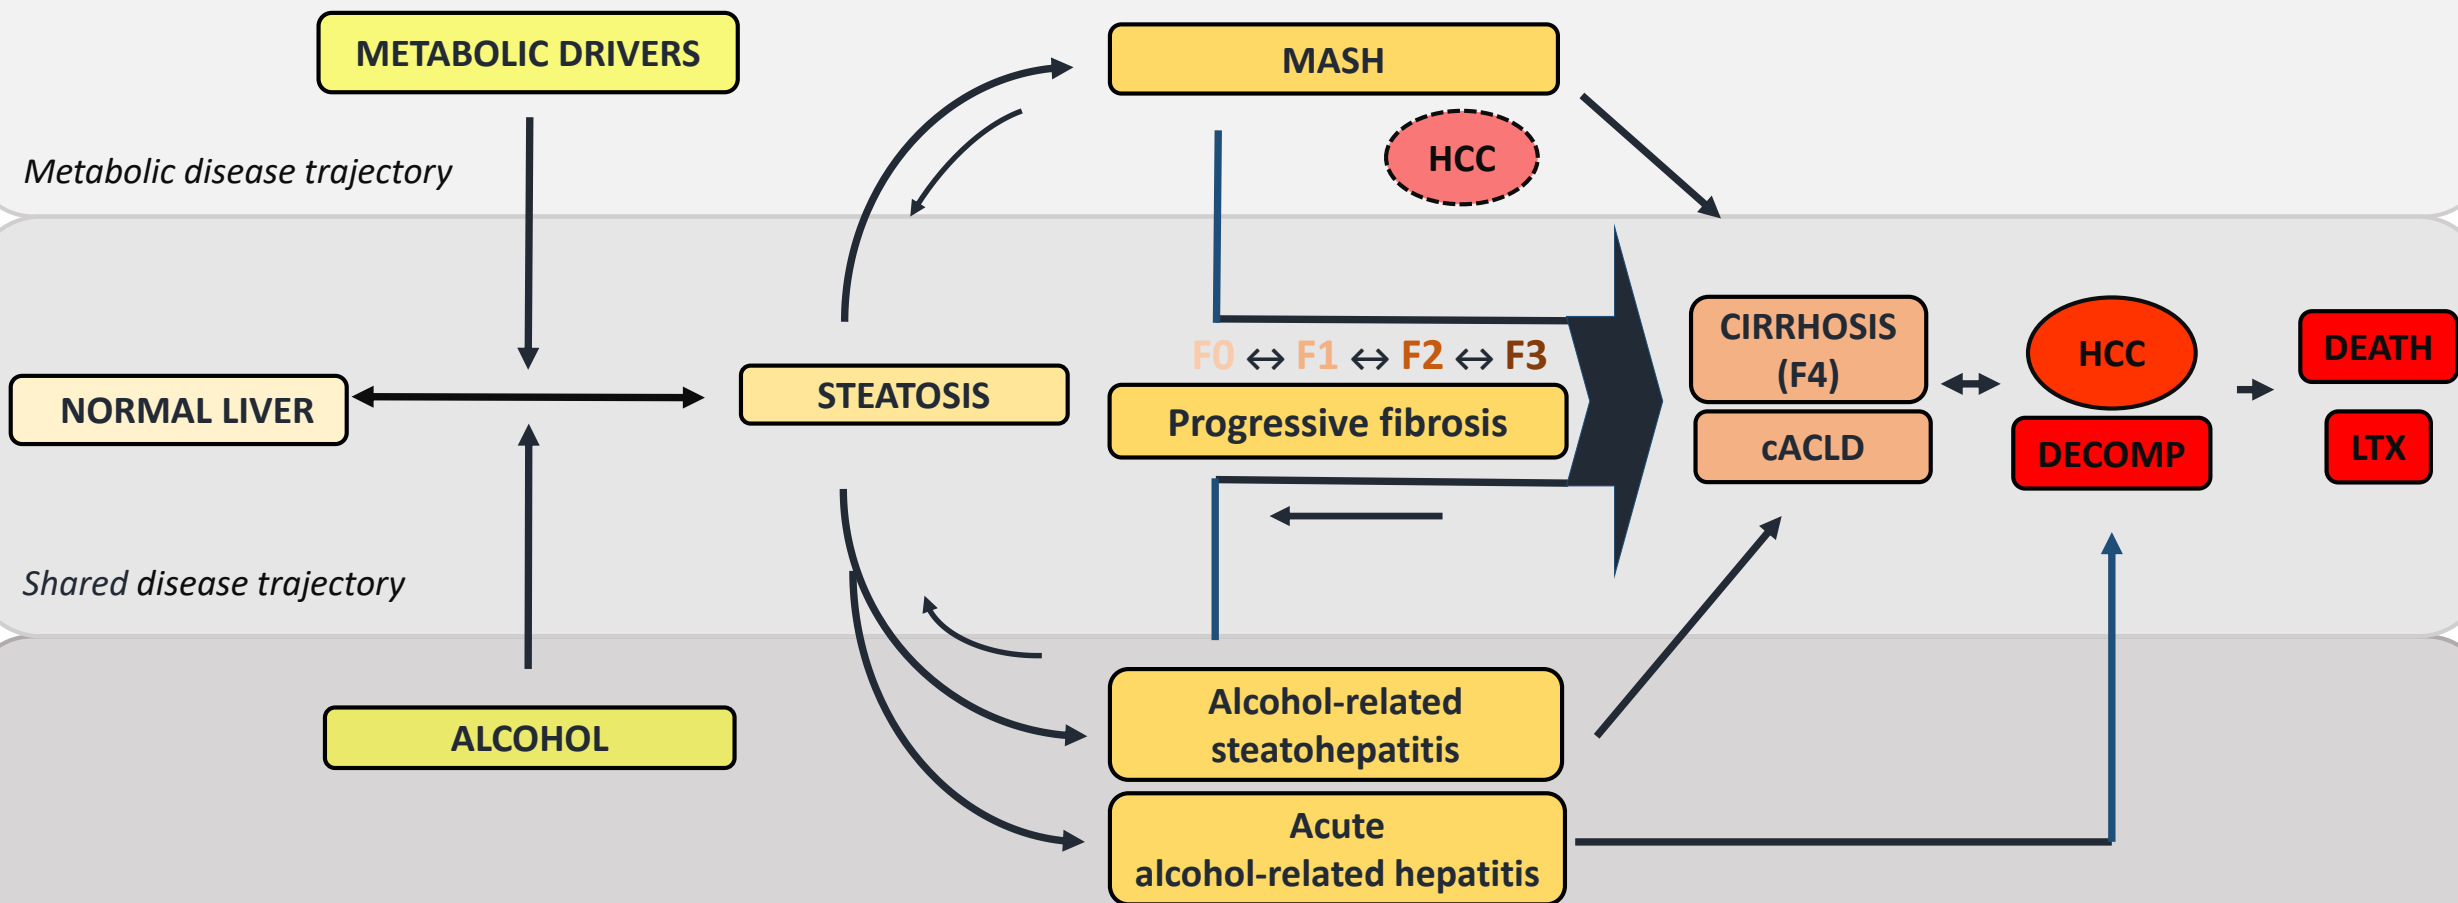 METABOLIC DRIVERS
MASH
HCC
Metabolic disease trajectory
NORMAL LIVER
STEATOSIS
F0 ↔ F1 ↔ F2 ↔ F3
Progressive fibrosis
CIRRHOSIS
(F4)
cACLD
HCC
DECOMP
DEATH
LTX
Shared disease trajectory
ALCOHOL
Alcohol-related
steatohepatitis
Acute
alcohol-related hepatitis